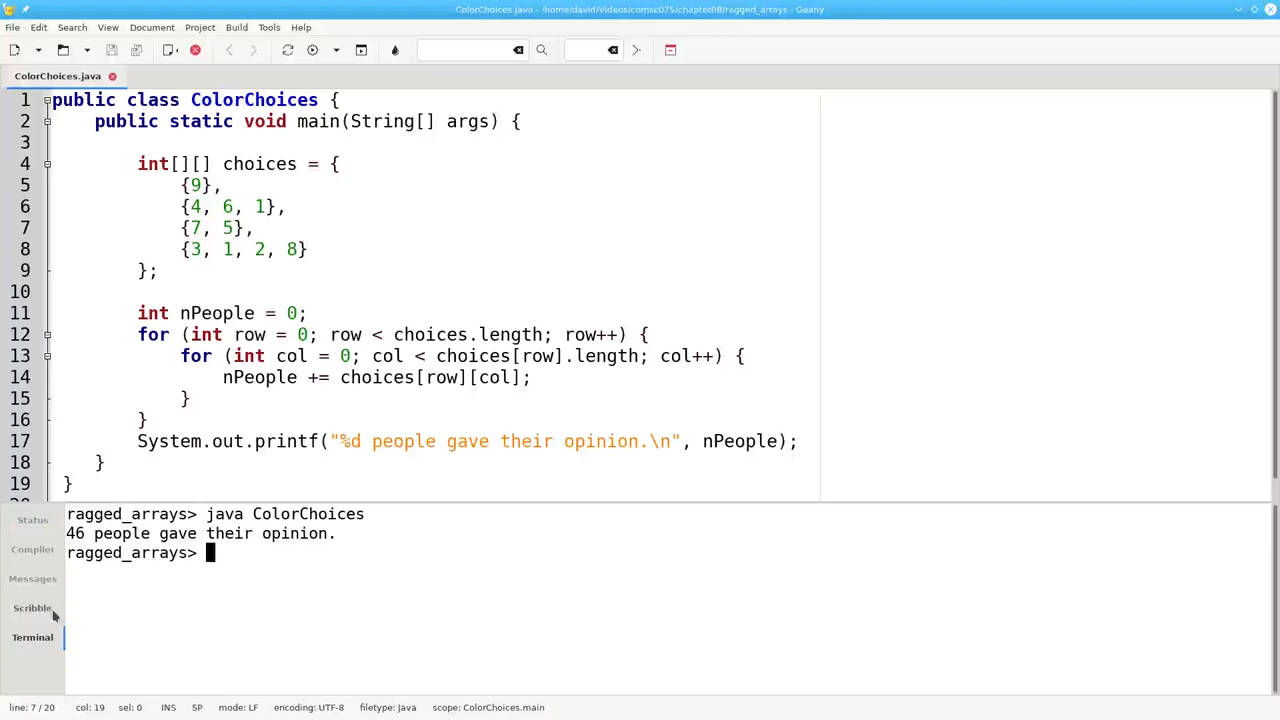 ColorChoices.java - /home/david/Videos/comsc075/chapter08/ragged_arrays - Geany
File Edit Search View Document Project Build Tools Help
ColorChoices.java
1 public class ColorChoices {
2     public static void main(String[] args) {
3
4         int[][] choices = {
5             {9},
6             {4, 6, 1},
7             {7, 5},
8             {3, 1, 2, 8}
9         };
10
11         int nPeople = 0;
12         for (int row = 0; row < choices.length; row++) {
13             for (int col = 0; col < choices[row].length; col++) {
14                 nPeople += choices[row][col];
15             }
16         }
17         System.out.printf("%d people gave their opinion.\n", nPeople);
18     }
19 }
Status
Compiler
Messages
Scribble
Terminal
ragged_arrays> java ColorChoices
46 people gave their opinion.
ragged_arrays>
line: 7 / 20 col: 19 sel: 0 INS SP mode: LF encoding: UTF-8 filetype: Java scope: ColorChoices.main